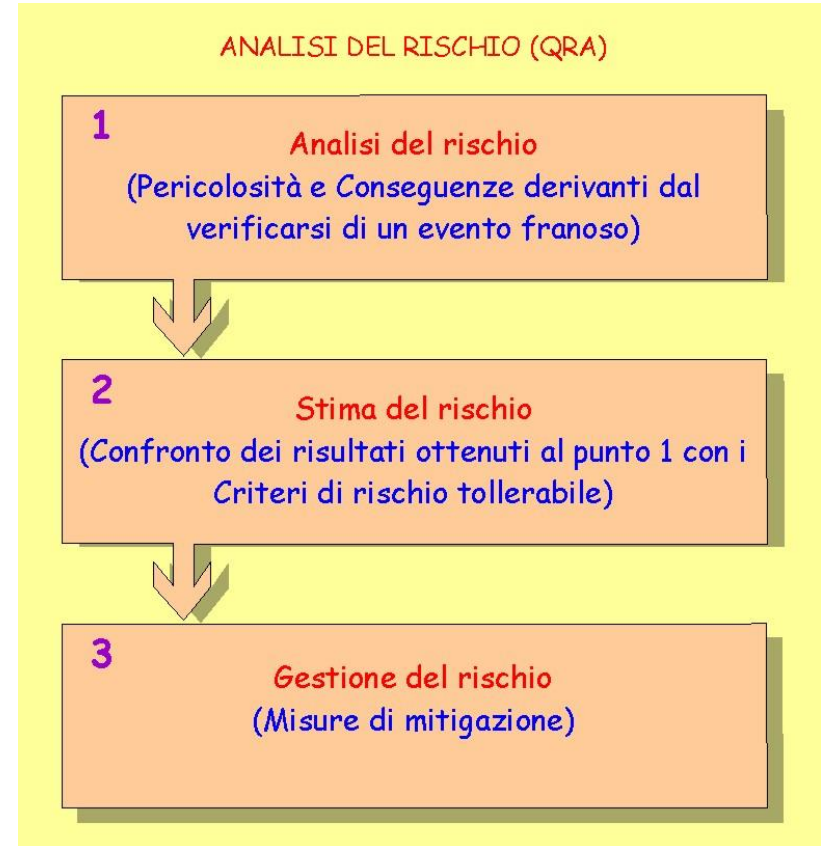 ANALISI DEL RISCHIO (QRA)
1
Analisi del rischio
(Pericolosità e Conseguenze derivanti dal
verificarsi di un evento franoso)
2
Stima del rischio
(Confronto dei risultati ottenuti al punto 1 con i
Criteri di rischio tollerabile)
3
Gestione del rischio
(Misure di mitigazione)